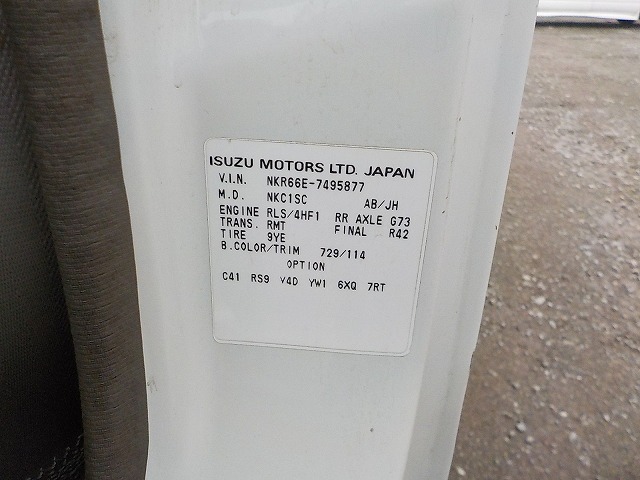 ISUZU MOTORS LTD. JAPAN
V.I.N. NKR66E-7495877
M.D. NKC1SC AB/JH
ENGINE RLS/4HF1 RR AXLE G73
TRANS. RMT FINAL R42
TIRE 9YE
B.COLOR/TRIM 729/114
OPTION
C41 RS9 V4D YW1 6XQ 7RT